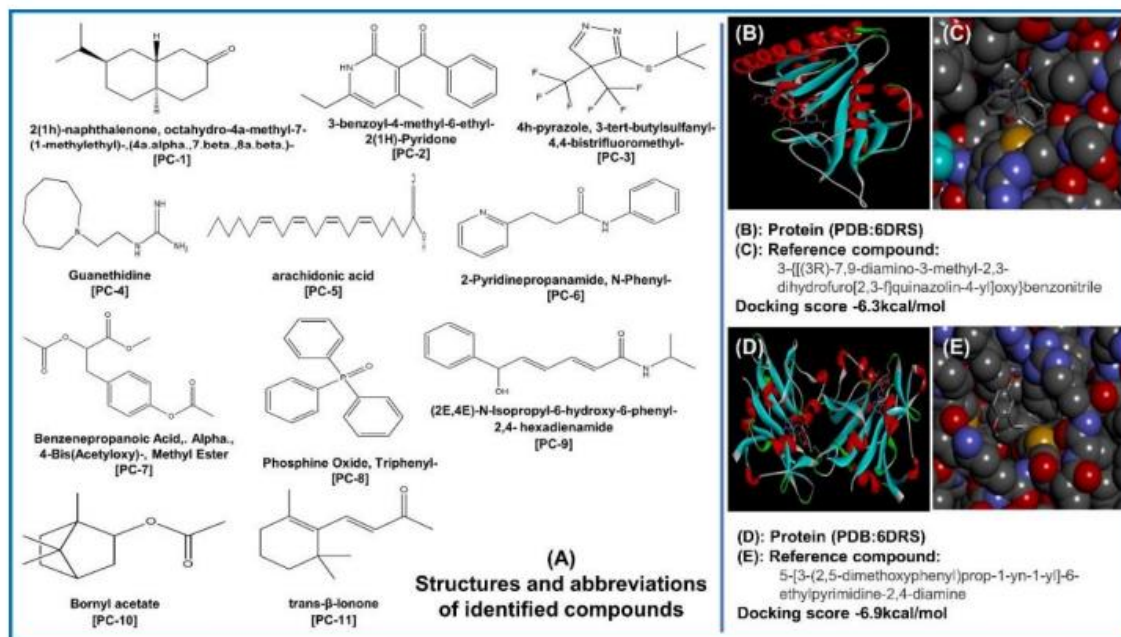 2(1h)-naphthalenone, octahydro-4a-methyl-7-
(1-methylethyl)-,(4a.alpha.,7.beta.,8a.beta.)-
[PC-1]
3-benzoyl-4-methyl-6-ethyl-
2(1H)-Pyridone
[PC-2]
4h-pyrazole, 3-tert-butylsulfanyl-
4,4-bistrifluoromethyl-
[PC-3]
Guanethidine
[PC-4]
arachidonic acid
[PC-5]
2-Pyridinepropanamide, N-Phenyl-
[PC-6]
Benzenepropanoic Acid,. Alpha.,
4-Bis(Acetyloxy)-, Methyl Ester
[PC-7]
Phosphine Oxide, Triphenyl-
[PC-8]
(2E,4E)-N-Isopropyl-6-hydroxy-6-phenyl-
2,4- hexadienamide
[PC-9]
Bornyl acetate
[PC-10]
trans-β-Ionone
[PC-11]
(A)
Structures and abbreviations
of identified compounds
(B)
(C)
(B): Protein (PDB:6DRS)
(C): Reference compound:
3-{[(3R)-7,9-diamino-3-methyl-2,3-
dihydrofuro[2,3-f]quinazolin-4-yl]oxy}benzonitrile
Docking score -6.3kcal/mol
(D)
(E)
(D): Protein (PDB:6DRS)
(E): Reference compound:
5-[3-(2,5-dimethoxyphenyl)prop-1-yn-1-yl]-6-
ethylpyrimidine-2,4-diamine
Docking score -6.9kcal/mol